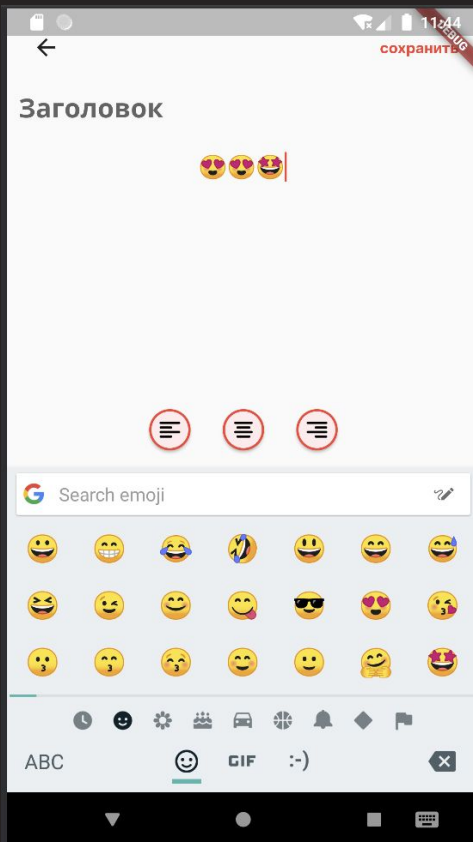 11:44
DEBUG
сохранить
Заголовок
😍😍🤩
G Search emoji
ABC GIF :-)